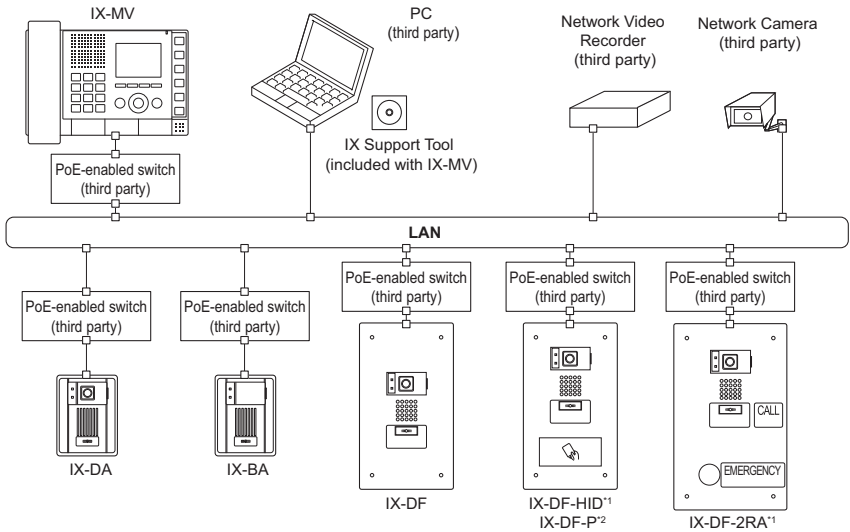 IX-MV
PC
(third party)
Network Video
Recorder
(third party)
Network Camera
(third party)
IX Support Tool
(included with IX-MV)
PoE-enabled switch
(third party)
LAN
PoE-enabled switch
(third party)
PoE-enabled switch
(third party)
PoE-enabled switch
(third party)
PoE-enabled switch
(third party)
PoE-enabled switch
(third party)
CALL
EMERGENCY
IX-DA
IX-BA
IX-DF
IX-DF-HID*1
IX-DF-P*2
IX-DF-2RA*1